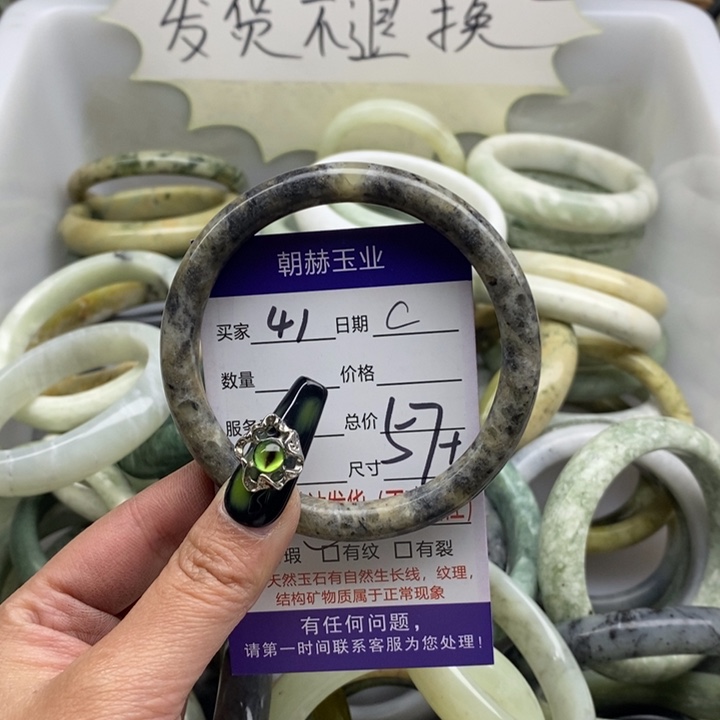 发货不退换
朝赫玉业
买家 41 日期 C
数量 价格
服务 总价 57+
尺寸
发货
瑕 □有纹 □有裂
天然玉石有自然生长线，纹理，
结构矿物质属于正常现象
有任何问题，
请第一时间联系客服为您处理！